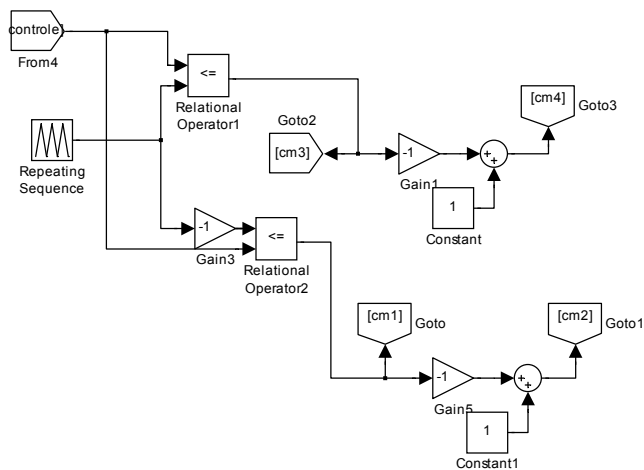 controle]
From4
<=
Relational
Operator1
Repeating
Sequence
Goto2
[cm3]
-1
Gain1
[cm4]
Goto3
+
+
1
Constant
-1
Gain3
<=
Relational
Operator2
[cm1]
Goto
-1
Gain5
[cm2]
Goto1
+
+
1
Constant1